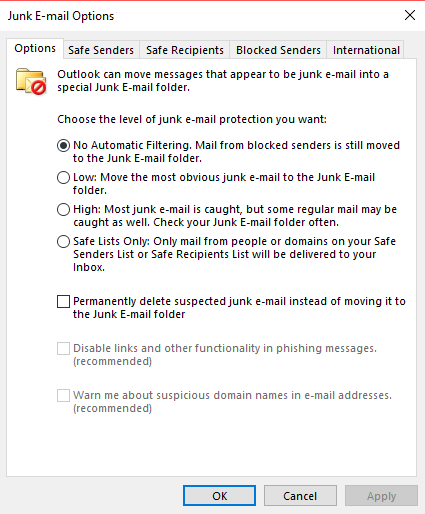 Junk E-mail Options
Options Safe Senders Safe Recipients Blocked Senders International
Outlook can move messages that appear to be junk e-mail into a
special Junk E-mail folder.
Choose the level of junk e-mail protection you want:
No Automatic Filtering. Mail from blocked senders is still moved
to the Junk E-mail folder.
Low: Move the most obvious junk e-mail to the Junk E-mail
folder.
High: Most junk e-mail is caught, but some regular mail may be
caught as well. Check your Junk E-mail folder often.
Safe Lists Only: Only mail from people or domains on your Safe
Senders List or Safe Recipients List will be delivered to your
Inbox.
Permanently delete suspected junk e-mail instead of moving it to
the Junk E-mail folder
Disable links and other functionality in phishing messages.
(recommended)
Warn me about suspicious domain names in e-mail addresses.
(recommended)
OK Cancel Apply